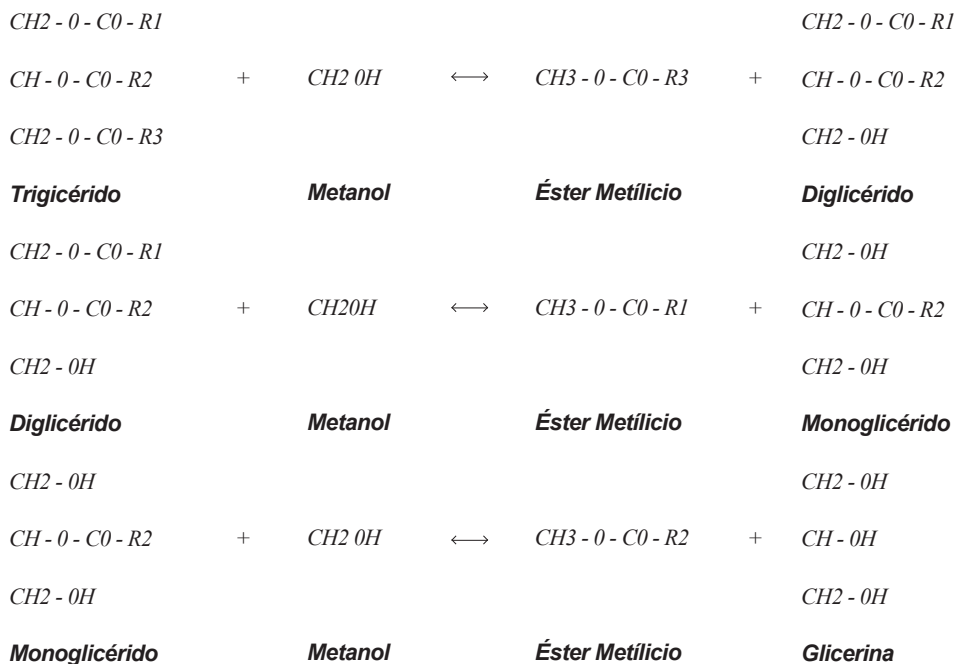 CH2 - 0 - C0 - R1 CH2 - 0 - C0 - R1
CH - 0 - C0 - R2 + CH2 0H ⟷ CH3 - 0 - C0 - R3 + CH - 0 - C0 - R2
CH2 - 0 - C0 - R3 CH2 - 0H
Trigicérido Metanol Éster Metílicio Diglicérido
CH2 - 0 - C0 - R1 CH2 - 0H
CH - 0 - C0 - R2 + CH20H ⟷ CH3 - 0 - C0 - R1 + CH - 0 - C0 - R2
CH2 - 0H CH2 - 0H
Diglicérido Metanol Éster Metílicio Monoglicérido
CH2 - 0H CH2 - 0H
CH - 0 - C0 - R2 + CH2 0H ⟷ CH3 - 0 - C0 - R2 + CH - 0H
CH2 - 0H CH2 - 0H
Monoglicérido Metanol Éster Metílicio Glicerina